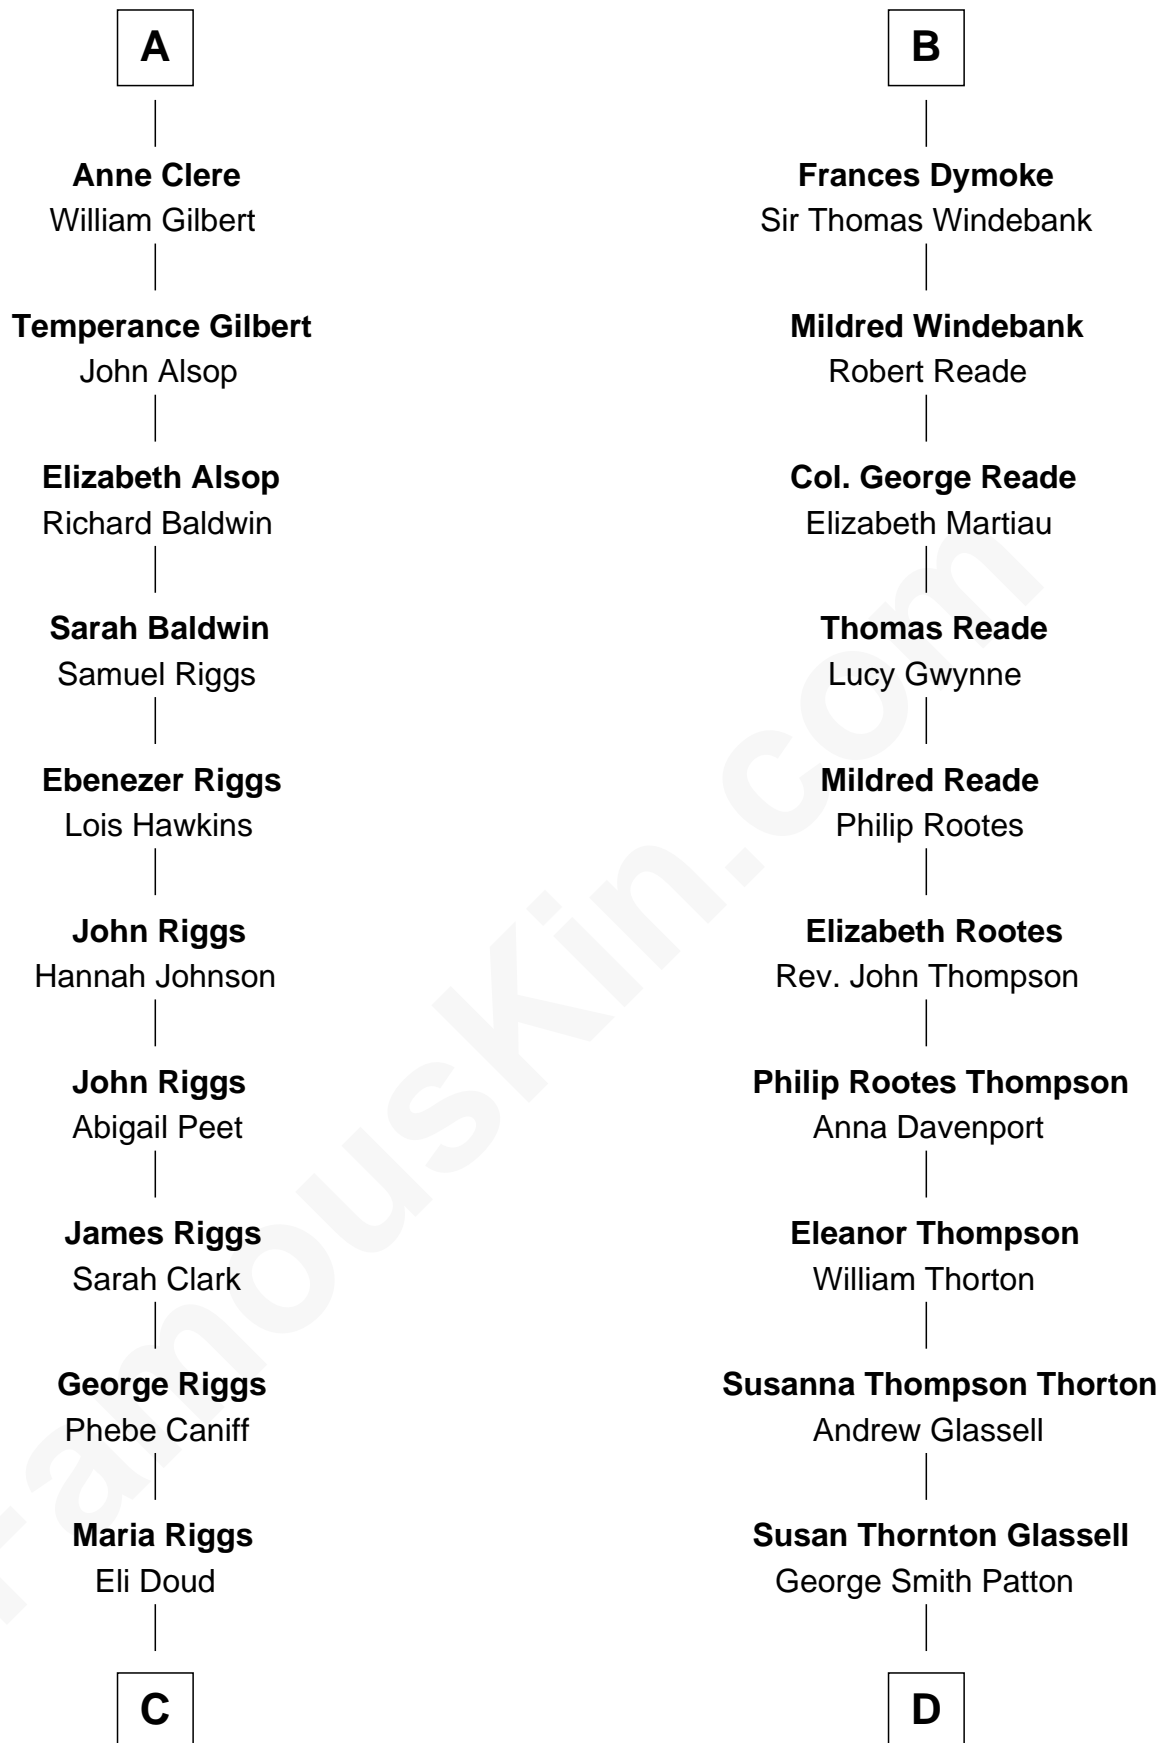 A
Anne Clere
William Gilbert
Temperance Gilbert
John Alsop
Elizabeth Alsop
Richard Baldwin
Sarah Baldwin
Samuel Riggs
Ebenezer Riggs
Lois Hawkins
John Riggs
Hannah Johnson
John Riggs
Abigail Peet
James Riggs
Sarah Clark
George Riggs
Phebe Caniff
Maria Riggs
Eli Doud
C
B
Frances Dymoke
Sir Thomas Windebank
Mildred Windebank
Robert Reade
Col. George Reade
Elizabeth Martiau
Thomas Reade
Lucy Gwynne
Mildred Reade
Philip Rootes
Elizabeth Rootes
Rev. John Thompson
Philip Rootes Thompson
Anna Davenport
Eleanor Thompson
William Thorton
Susanna Thompson Thorton
Andrew Glassell
Susan Thornton Glassell
George Smith Patton
D
FamousKin.com